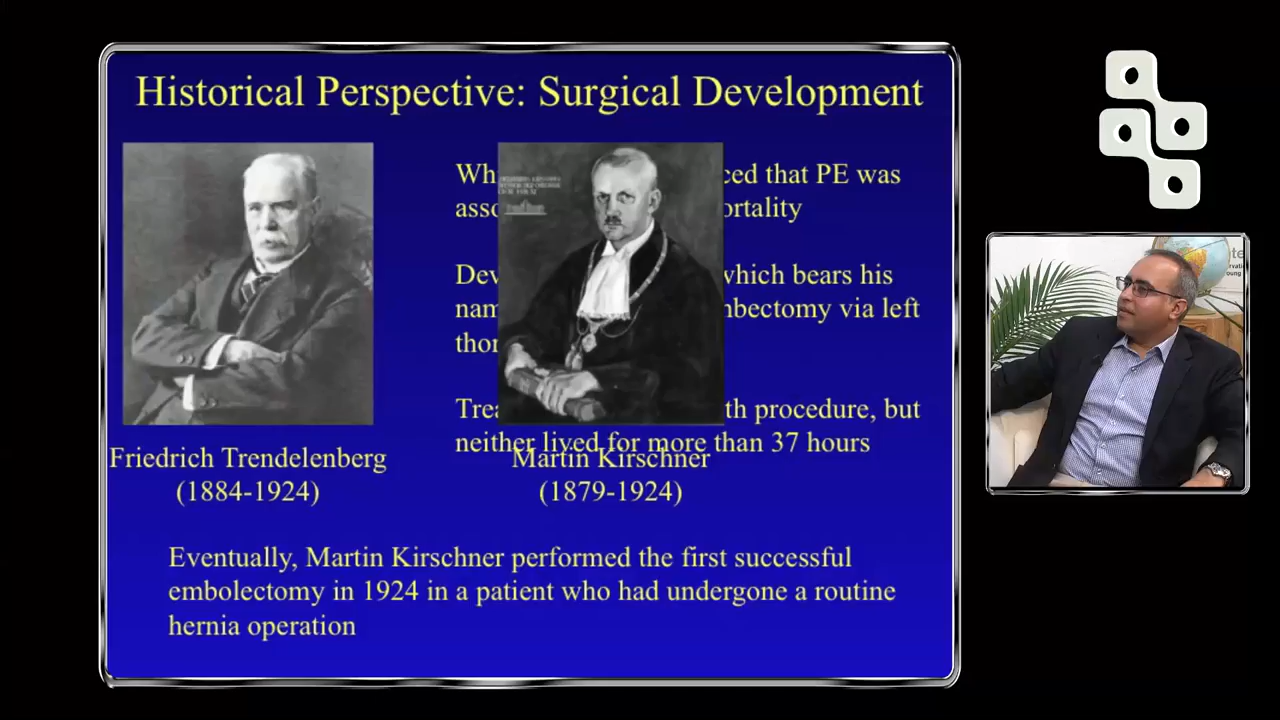 Historical Perspective: Surgical Development
Wh ced that PE was
asso ortality
Dev which bears his
nam mbectomy via left
thor
Trea th procedure, but
neither lived for more than 37 hours
Friedrich Trendelenberg
(1884-1924)
Martin Kirschner
(1879-1924)
Eventually, Martin Kirschner performed the first successful
embolectomy in 1924 in a patient who had undergone a routine
hernia operation